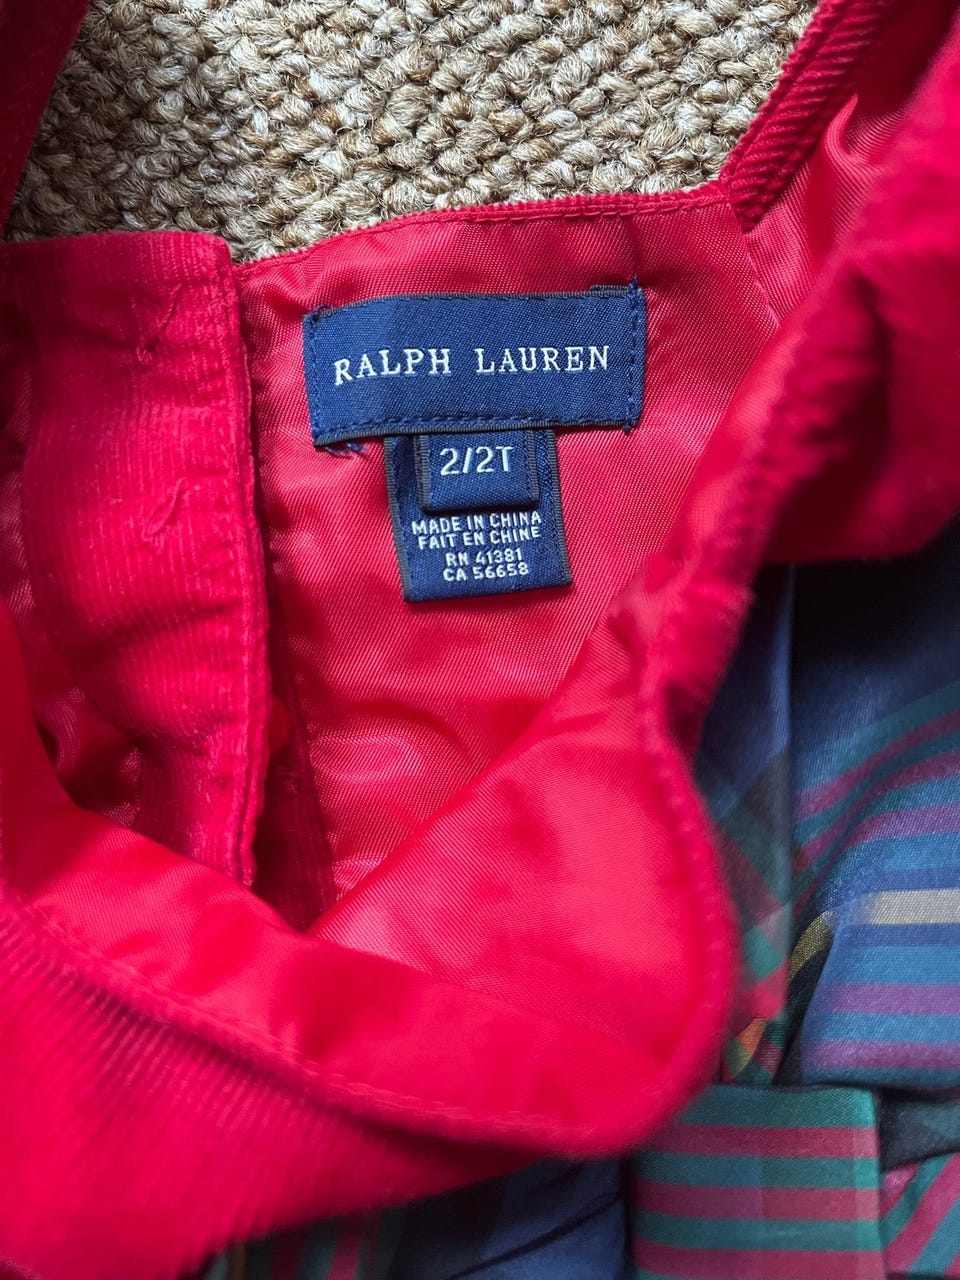 RALPH LAUREN
2/2T
MADE IN CHINA
FAIT EN CHINE
RN 41381
CA 56658